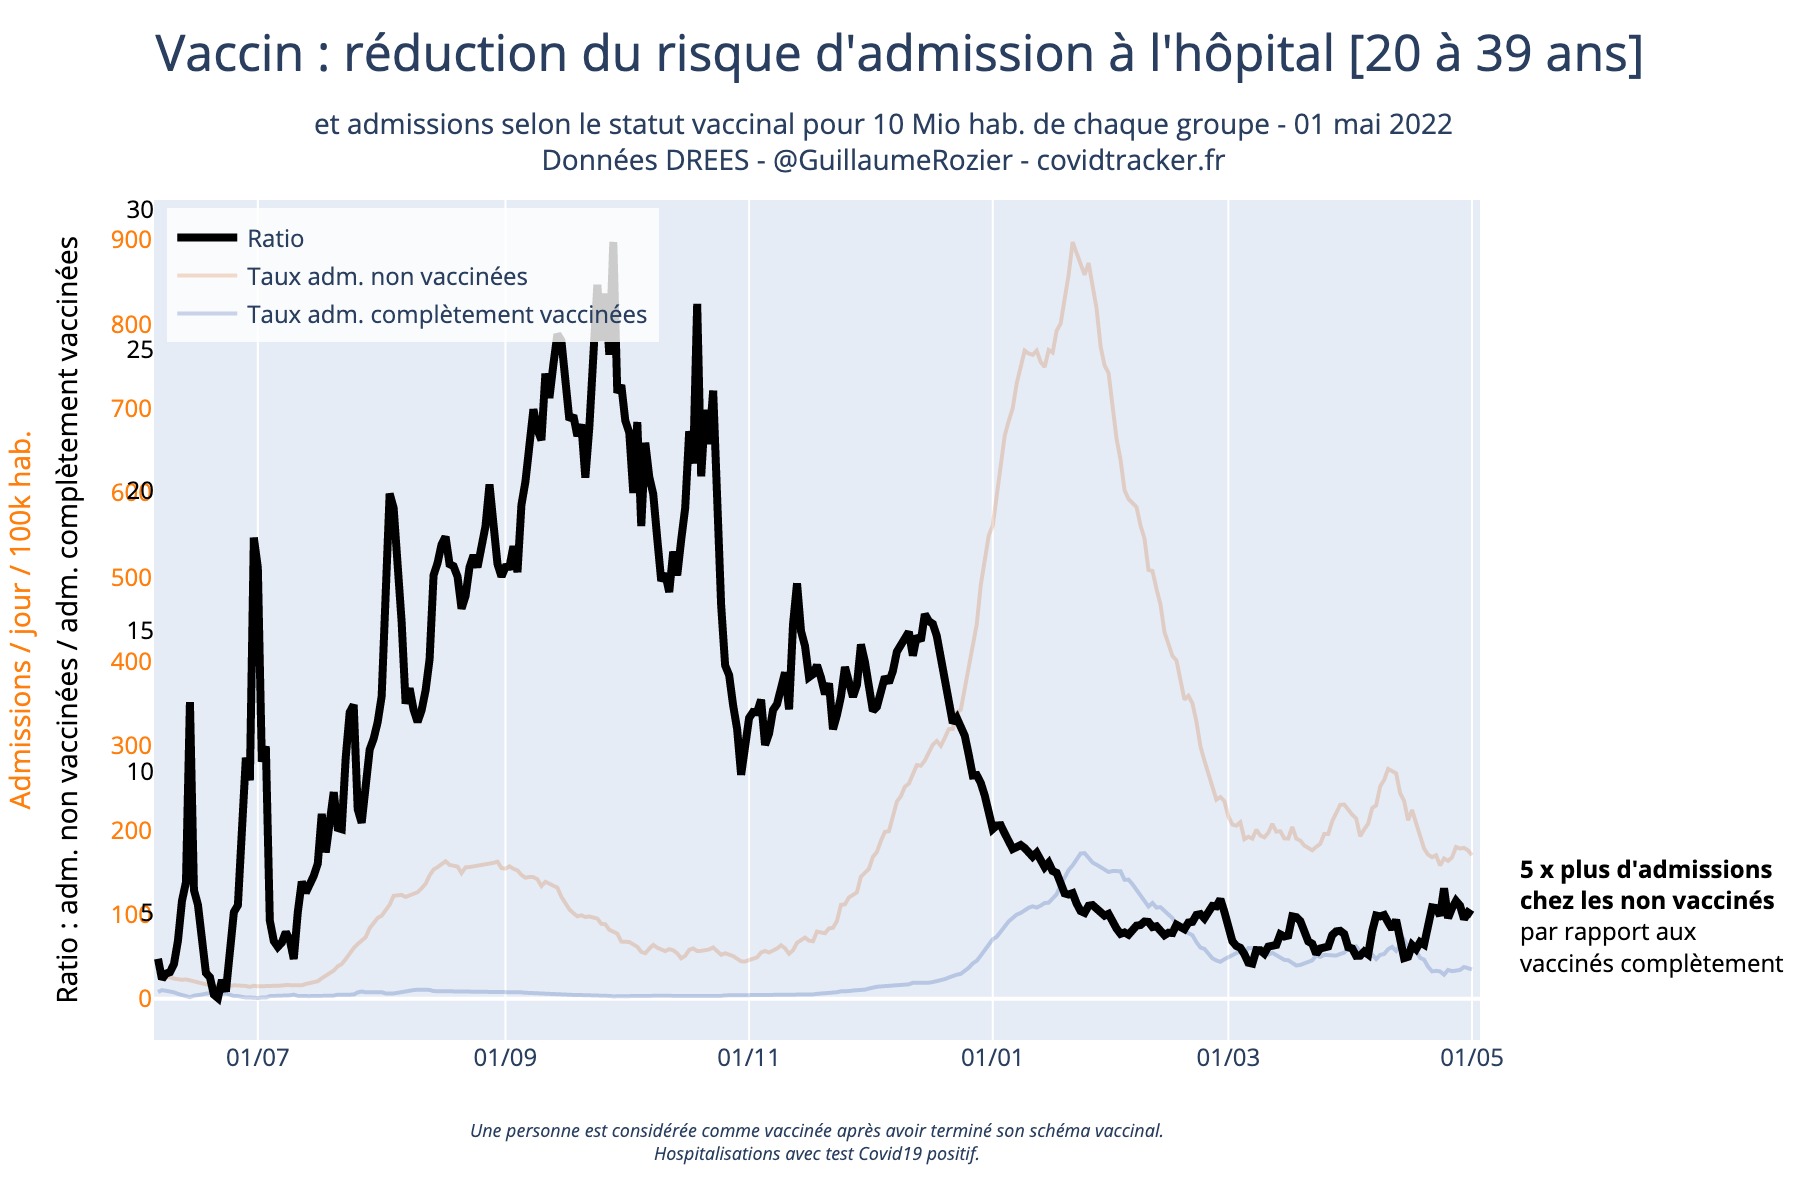 Vaccin : réduction du risque d'admission à l'hôpital [20 à 39 ans]
et admissions selon le statut vaccinal pour 10 Mio hab. de chaque groupe - 01 mai 2022
Données DREES - @GuillaumeRozier - covidtracker.fr
Admissions / jour / 100k hab.
Ratio : adm. non vaccinées / adm. complètement vaccinées
30
900
800
25
700
600
20
500
15
400
300
10
200
100
5
0
Ratio
Taux adm. non vaccinées
Taux adm. complètement vaccinées
5 x plus d'admissions
chez les non vaccinés
par rapport aux
vaccinés complètement
01/07
01/09
01/11
01/01
01/03
01/05
Une personne est considérée comme vaccinée après avoir terminé son schéma vaccinal.
Hospitalisations avec test Covid19 positif.